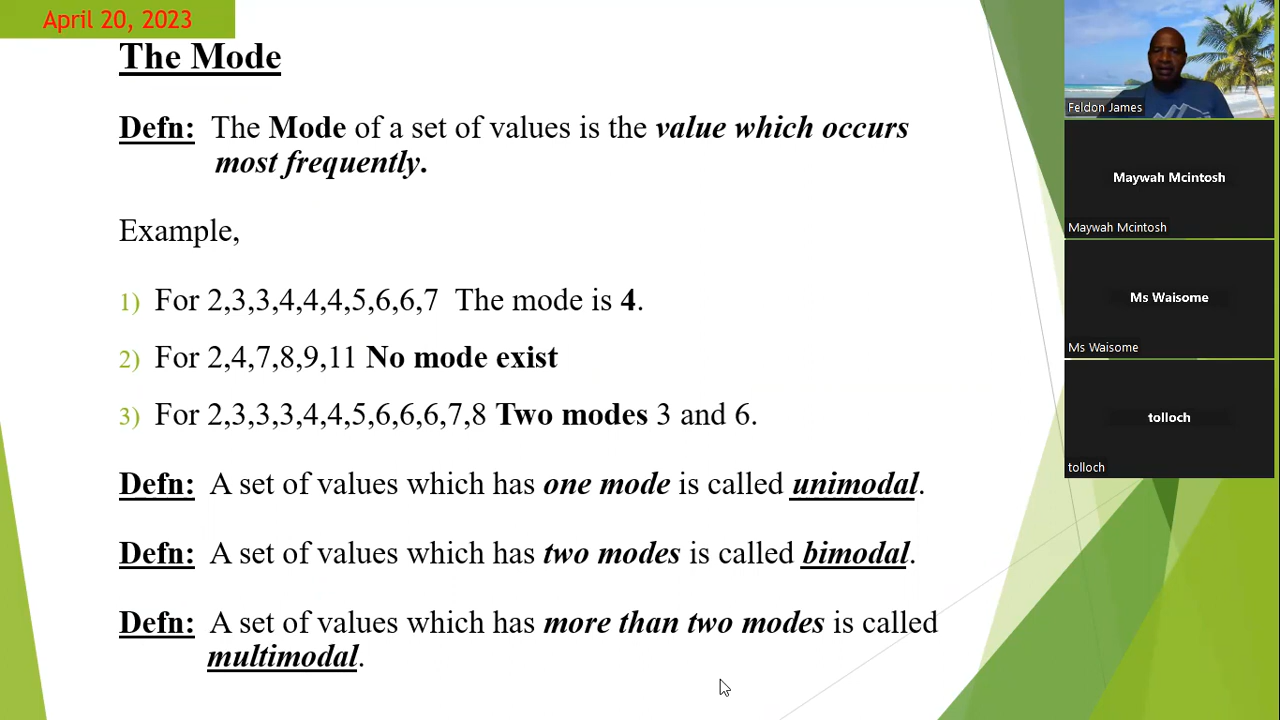 April 20, 2023
The Mode
Defn: The Mode of a set of values is the value which occurs
most frequently.
Example,
1) For 2,3,3,4,4,4,5,6,6,7 The mode is 4.
2) For 2,4,7,8,9,11 No mode exist
3) For 2,3,3,3,4,4,5,6,6,6,7,8 Two modes 3 and 6.
Defn: A set of values which has one mode is called unimodal.
Defn: A set of values which has two modes is called bimodal.
Defn: A set of values which has more than two modes is called
multimodal.
Feldon James
Maywah Mcintosh
Maywah Mcintosh
Ms Waisome
Ms Waisome
tolloch
tolloch